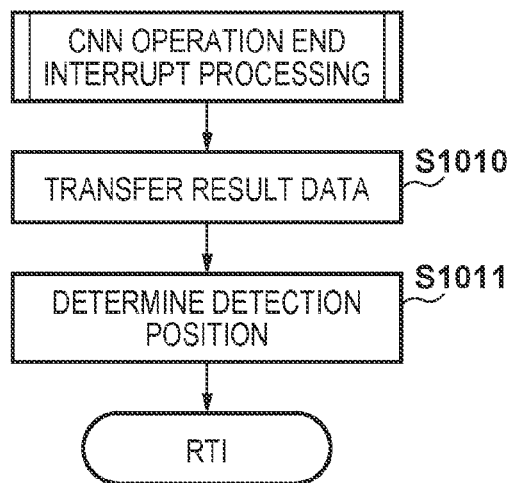 CNN OPERATION END
INTERRUPT PROCESSING
S1010
TRANSFER RESULT DATA
S1011
DETERMINE DETECTION
POSITION
RTI